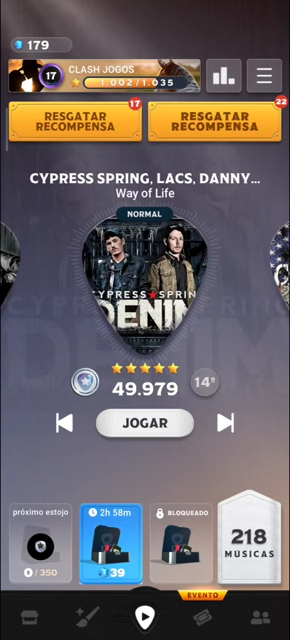 179
17
CLASH JOGOS
1.002/1.035
RESGATAR
RECOMPENSA
17
RESGATAR
RECOMPENSA
22
CYPRESS SPRING, LACS, DANNY...
Way of Life
NORMAL
CYPRESS SPRIN
DENIM
49.979
14º
JOGAR
próximo estojo
0 / 350
2h 58m
39
BLOQUEADO
218
MÚSICAS
EVENTO